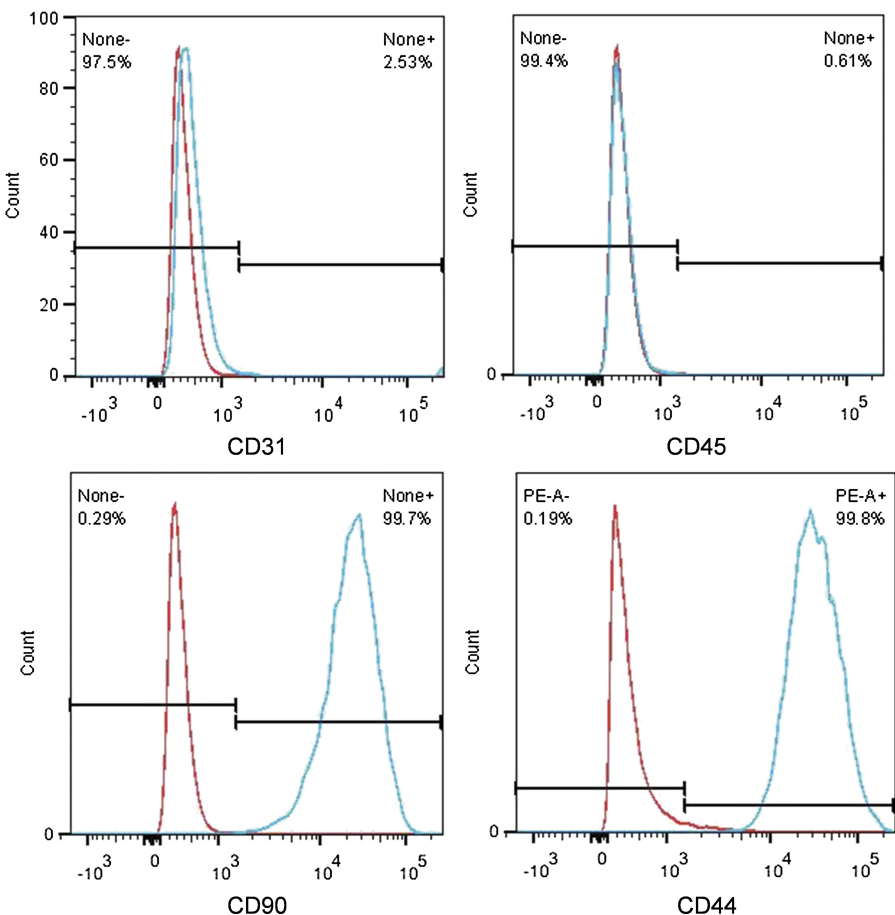 100
80
60
40
20
0
Count
None-
97.5%
None+
2.53%
-10³ 0 10³ 10⁴ 10⁵
CD31
Count
None-
99.4%
None+
0.61%
0
-10³ 0 10³ 10⁴ 10⁵
CD45
Count
None-
0.29%
None+
99.7%
0
-10³ 0 10³ 10⁴ 10⁵
CD90
Count
PE-A-
0.19%
PE-A+
99.8%
0
-10³ 0 10³ 10⁴ 10⁵
CD44